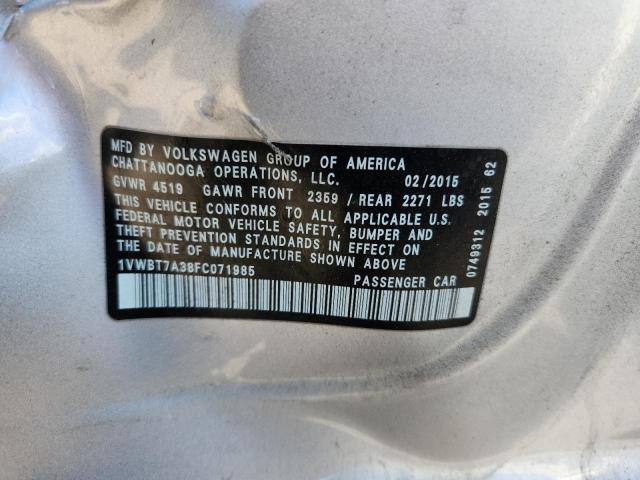 MFD BY VOLKSWAGEN GROUP OF AMERICA
CHATTANOOGA OPERATIONS, LLC. 02/2015
GVWR 4519 GAWR FRONT 2359 / REAR 2271 LBS
THIS VEHICLE CONFORMS TO ALL APPLICABLE U.S.
FEDERAL MOTOR VEHICLE SAFETY, BUMPER AND
THEFT PREVENTION STANDARDS IN EFFECT ON
THE DATE OF MANUFACTURE SHOWN ABOVE
1VWBT7A38FC071985 PASSENGER CAR
0749312 2015 62